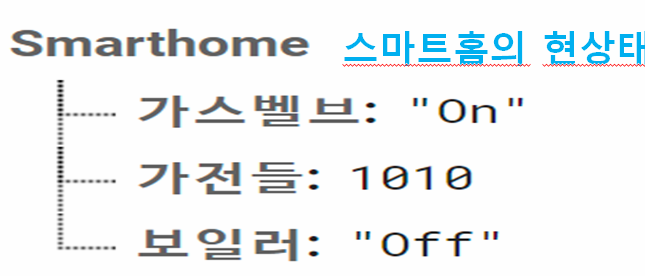 Smarthome 스마트홈의 현상태
가스벨브: "On"
가전들: 1010
보일러: "Off"